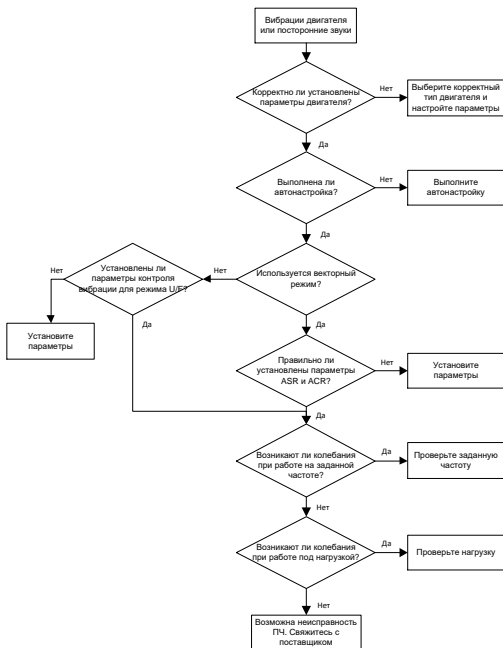 Вибрации двигателя
или посторонние звуки
Корректно ли установлены
параметры двигателя?
Нет
Выберите корректный
тип двигателя и
настройте параметры
Да
Выполнена ли
автонастройка?
Нет
Выполните
автонастройку
Да
Установлены ли
параметры контроля
вибрации для режима U/F?
Нет
Нет
Используется векторный
режим?
Установите
параметры
Да
Да
Правильно ли
установлены параметры
ASR и ACR?
Нет
Установите
параметры
Да
Возникают ли колебания
при работе на заданной
частоте?
Да
Проверьте заданную
частоту
Нет
Возникают ли колебания
при работе под нагрузкой?
Да
Проверьте нагрузку
Нет
Возможна неисправность
ПЧ. Свяжитесь с
поставщиком